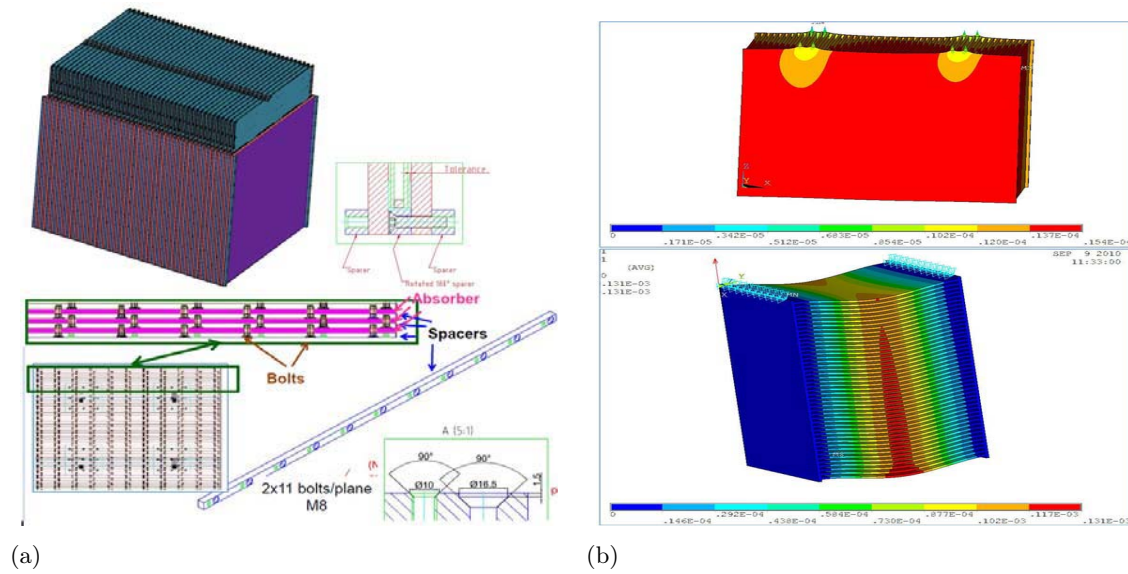 Tolerance
Spacer
Rotated 180° spacer
Spacer
Absorber
Spacers
Bolts
A (5:1)
90°
90°
Ø10
Ø16.5
1.5
2x11 bolts/plane
M8
(a)
Z
Y
X
0
.171E-05
.342E-05
.512E-05
.683E-05
.854E-05
.102E-04
.120E-04
.137E-04
.154E-04
SEP 9 2010
11:33:00
1
(AVG)
0
.131E-03
.131E-03
Y
X
MN
0
.146E-04
.292E-04
.438E-04
.584E-04
.730E-04
.877E-04
.102E-03
.117E-03
.131E-03
(b)